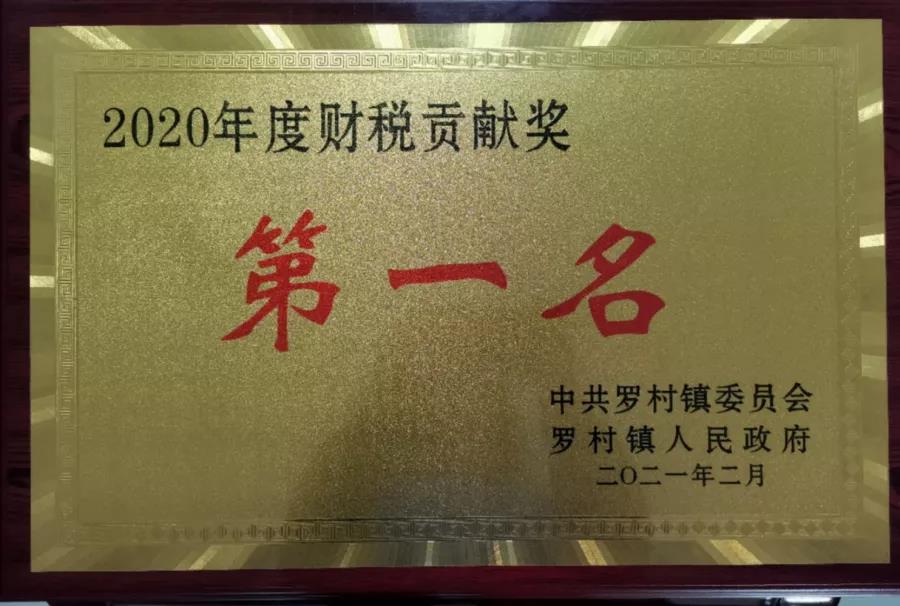 2020年度财税贡献奖
第一名
中共罗村镇委员会
罗村镇人民政府
二〇二一年二月